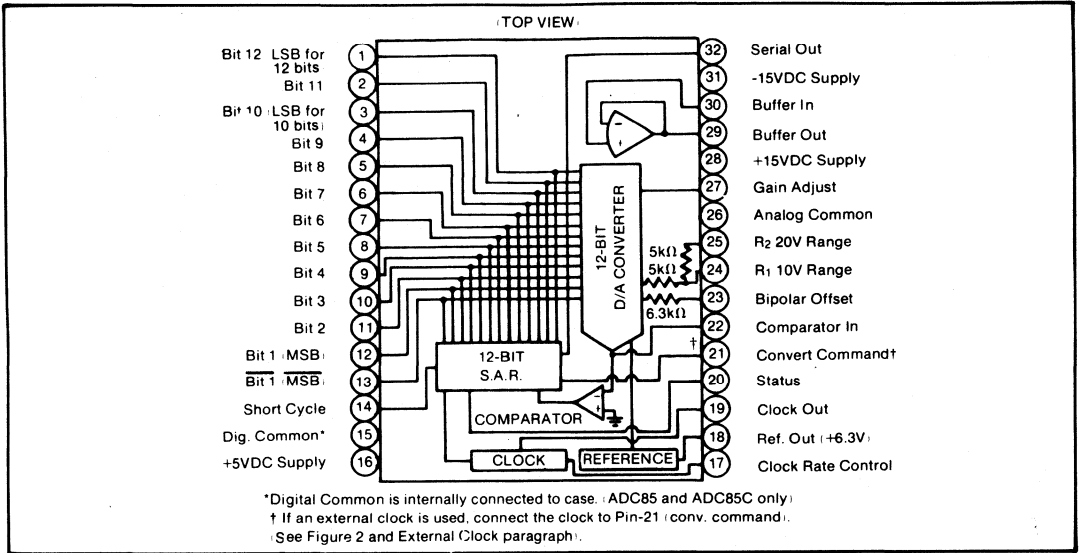 (TOP VIEW)
Bit 12 (LSB for
12 bits)
1
Bit 11
2
Bit 10 (LSB for
10 bits)
3
Bit 9
4
Bit 8
5
Bit 7
6
Bit 6
7
Bit 5
8
Bit 4
9
Bit 3
10
Bit 2
11
Bit 1 (MSB)
12
Bit 1 (MSB)
13
Short Cycle
14
Dig. Common*
15
+5VDC Supply
16
32
Serial Out
31
-15VDC Supply
30
Buffer In
29
Buffer Out
28
+15VDC Supply
27
Gain Adjust
26
Analog Common
25
R2 20V Range
24
R1 10V Range
23
Bipolar Offset
22
Comparator In
21
Convert Command†
20
Status
19
Clock Out
18
Ref. Out (+6.3V)
17
Clock Rate Control
-
+
12-BIT
D/A CONVERTER
5kΩ
5kΩ
6.3kΩ
†
12-BIT
S.A.R.
-
+
COMPARATOR
CLOCK
REFERENCE
*Digital Common is internally connected to case. (ADC85 and ADC85C only)
† If an external clock is used, connect the clock to Pin-21 (conv. command).
(See Figure 2 and External Clock paragraph).